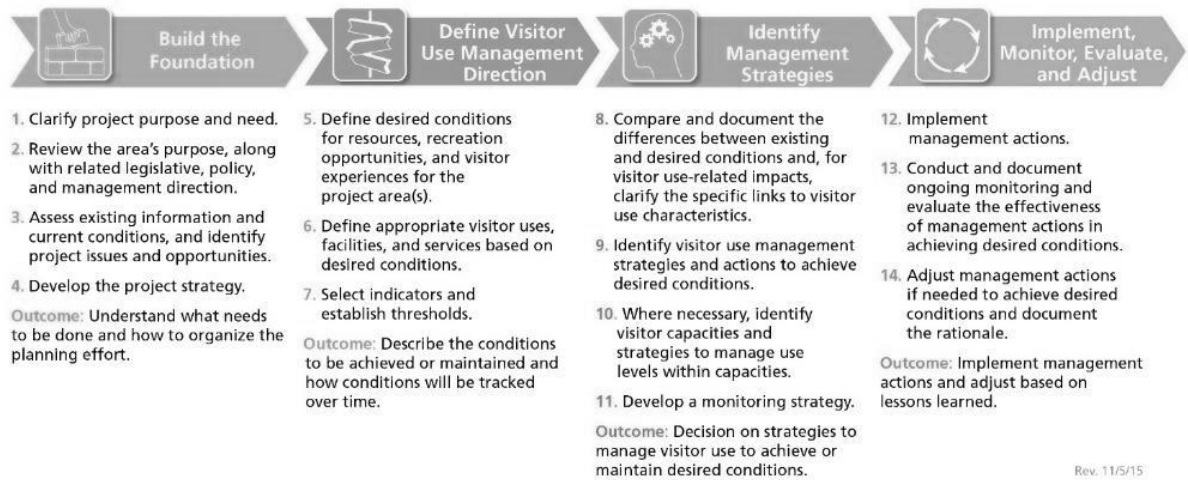 Build the
Foundation
1. Clarify project purpose and need.
2. Review the area's purpose, along
with related legislative, policy,
and management direction.
3. Assess existing information and
current conditions, and identify
project issues and opportunities.
4. Develop the project strategy.
Outcome: Understand what needs
to be done and how to organize the
planning effort.
Define Visitor
Use Management
Direction
5. Define desired conditions
for resources, recreation
opportunities, and visitor
experiences for the
project area(s).
6. Define appropriate visitor uses,
facilities, and services based on
desired conditions.
7. Select indicators and
establish thresholds.
Outcome: Describe the conditions
to be achieved or maintained and
how conditions will be tracked
over time.
Identify
Management
Strategies
8. Compare and document the
differences between existing
and desired conditions and, for
visitor use-related impacts,
clarify the specific links to visitor
use characteristics.
9. Identify visitor use management
strategies and actions to achieve
desired conditions.
10. Where necessary, identify
visitor capacities and
strategies to manage use
levels within capacities.
11. Develop a monitoring strategy.
Outcome: Decision on strategies to
manage visitor use to achieve or
maintain desired conditions.
Implement,
Monitor, Evaluate,
and Adjust
12. Implement
management actions.
13. Conduct and document
ongoing monitoring and
evaluate the effectiveness
of management actions in
achieving desired conditions.
14. Adjust management actions
if needed to achieve desired
conditions and document
the rationale.
Outcome: Implement management
actions and adjust based on
lessons learned.
Rev. 11/5/15